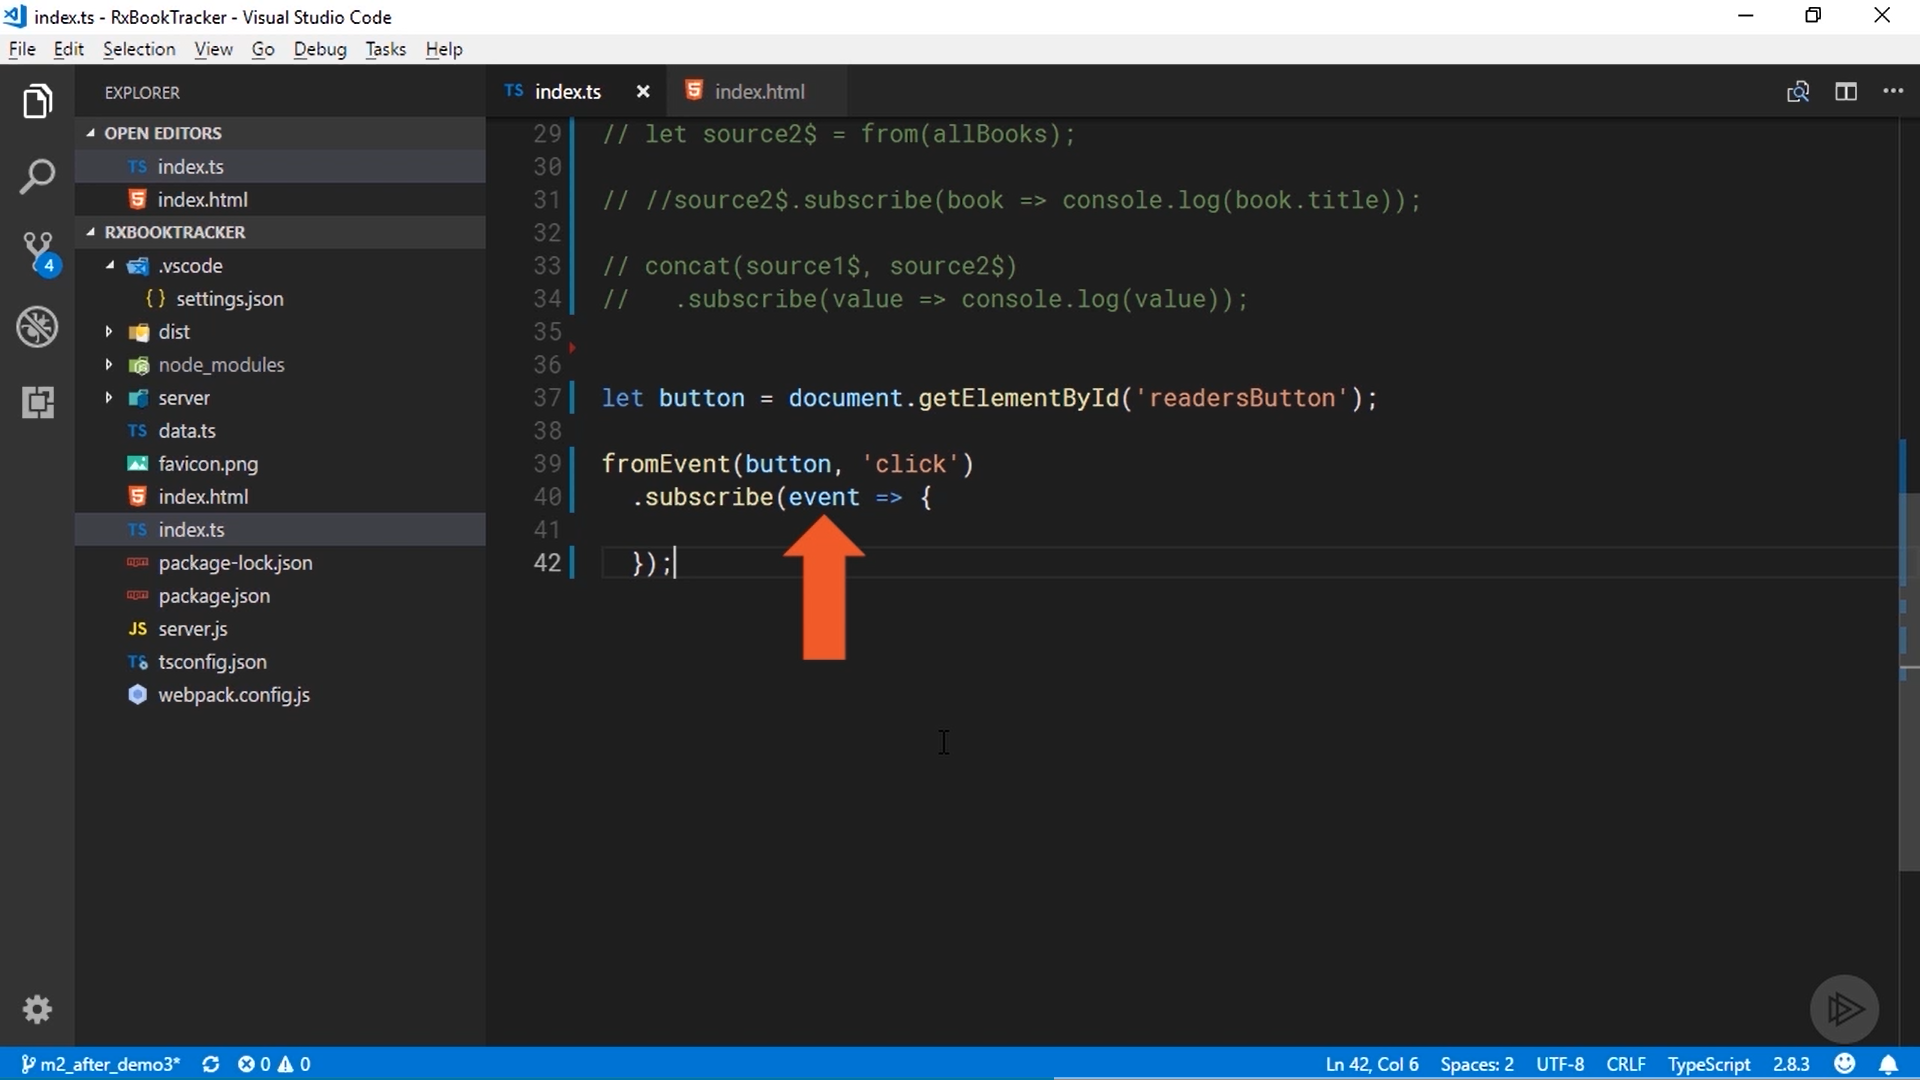 index.ts - RxBookTracker - Visual Studio Code
File Edit Selection View Go Debug Tasks Help
EXPLORER
OPEN EDITORS
TS index.ts
index.html
RXBOOKTRACKER
.vscode
{ } settings.json
dist
node_modules
server
TS data.ts
favicon.png
index.html
TS index.ts
package-lock.json
package.json
JS server.js
tsconfig.json
webpack.config.js
4
TS index.ts
index.html
29 // let source2$ = from(allBooks);
30
31 // //source2$.subscribe(book => console.log(book.title));
32
33 // concat(source1$, source2$)
34 //   .subscribe(value => console.log(value));
35
36
37 let button = document.getElementById('readersButton');
38
39 fromEvent(button, 'click')
40   .subscribe(event => {
41
42   });
m2_after_demo3* 0 0 Ln 42, Col 6 Spaces: 2 UTF-8 CRLF TypeScript 2.8.3